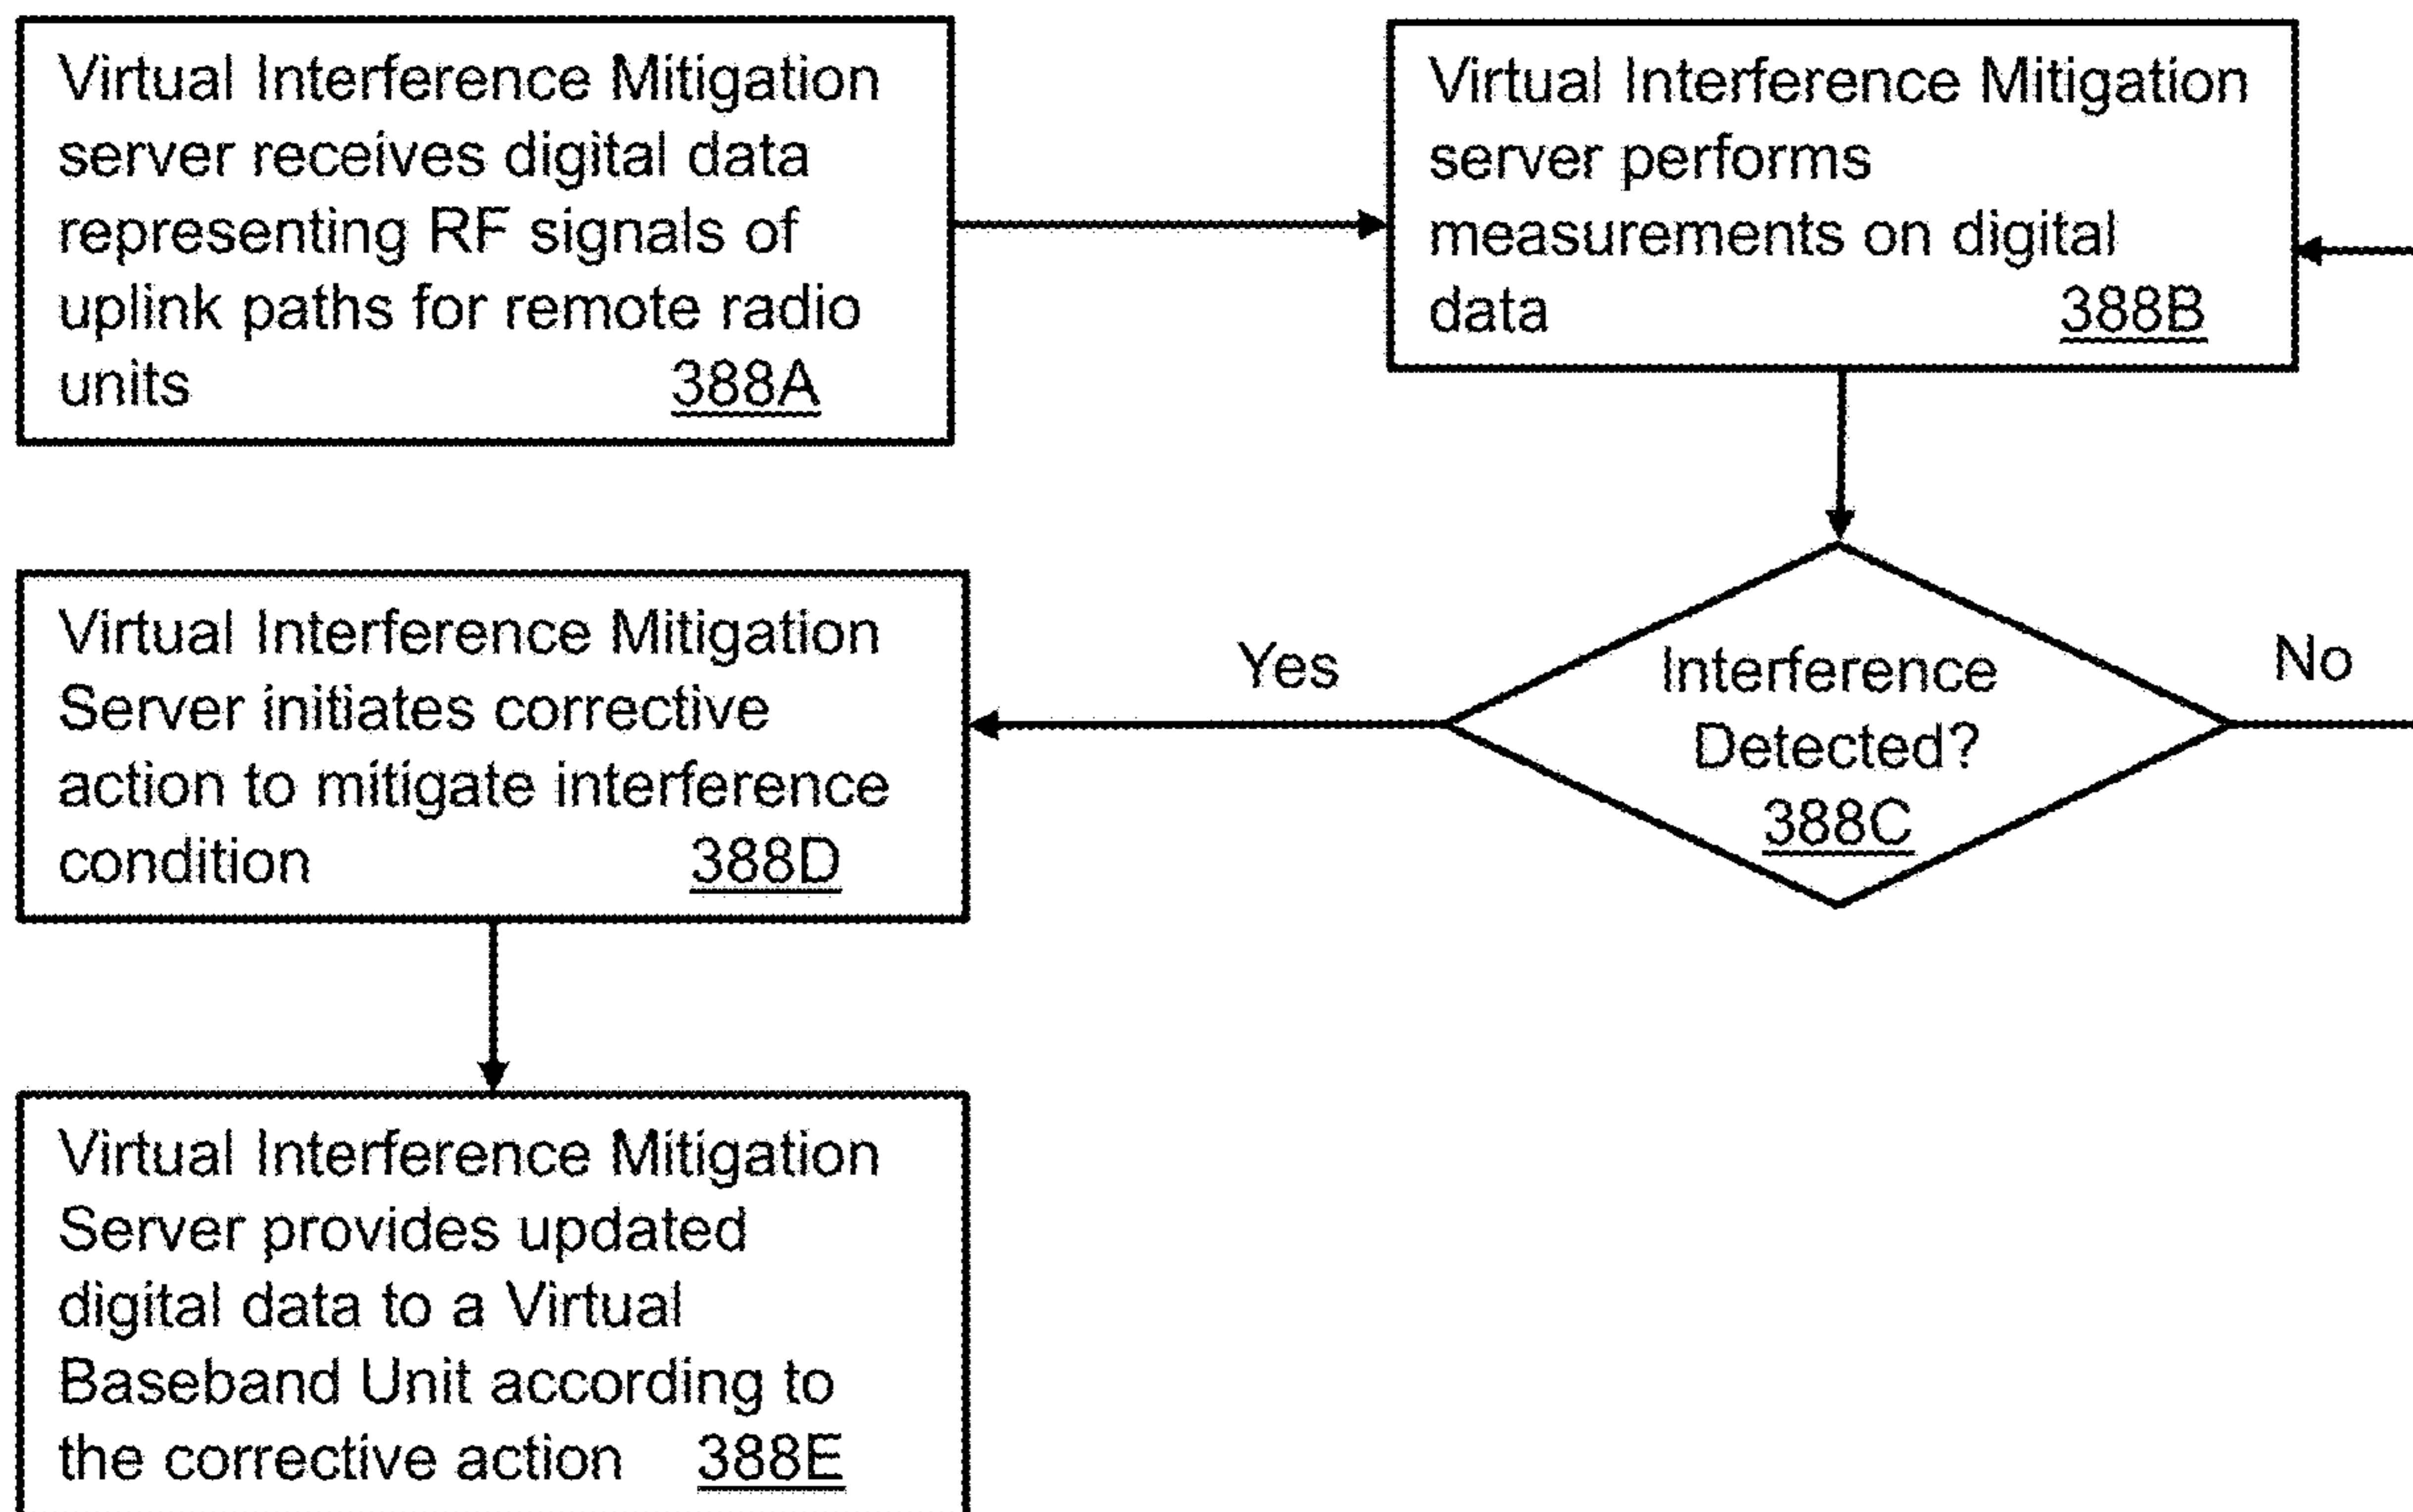 Virtual Interference Mitigation
server receives digital data
representing RF signals of
uplink paths for remote radio
units 388A
Virtual Interference Mitigation
server performs
measurements on digital
data 388B
Interference
Detected?
388C
Yes
No
Virtual Interference Mitigation
Server initiates corrective
action to mitigate interference
condition 388D
Virtual Interference Mitigation
Server provides updated
digital data to a Virtual
Baseband Unit according to
the corrective action 388E